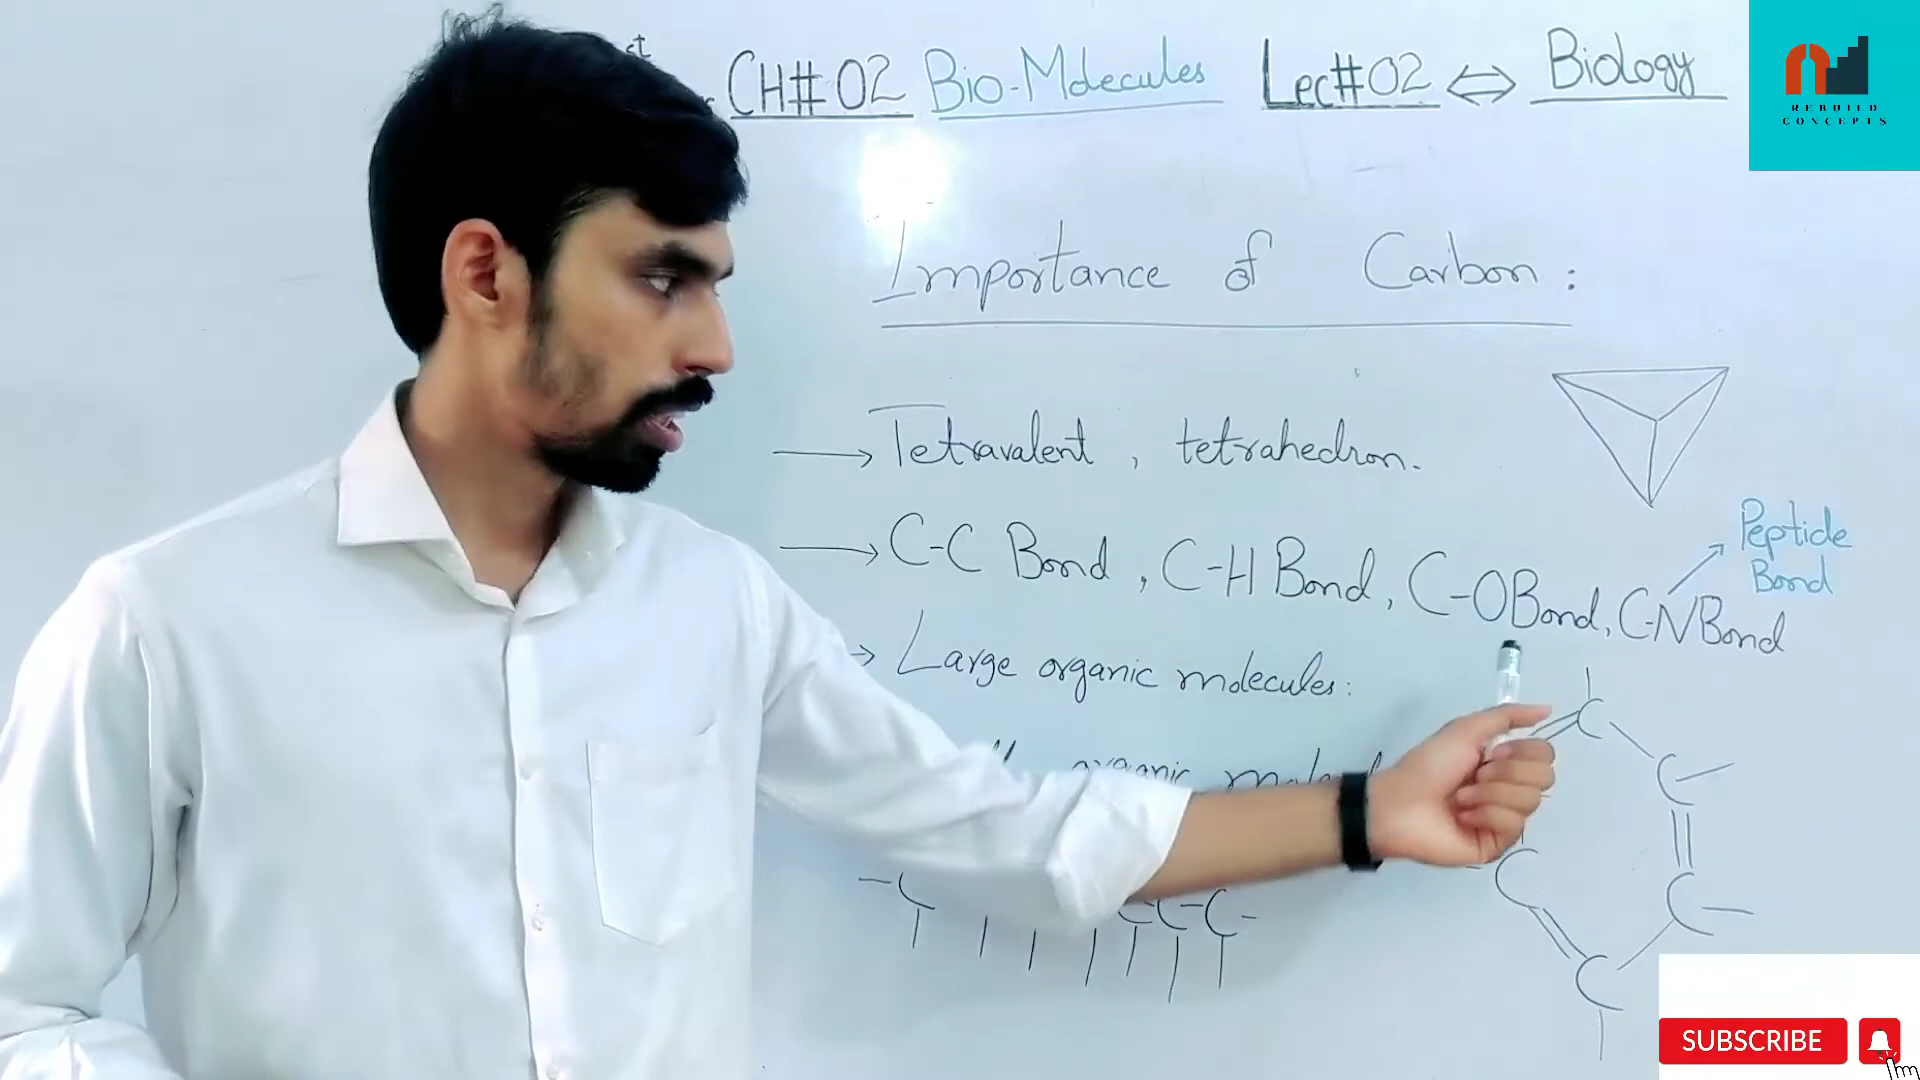 CH#02 Bio-Molecules Lec#02 ⇔ Biology
REBUILD
CONCEPTS
Importance of Carbon:
→ Tetravalent, tetrahedron.
→ C-C Bond, C-H Bond, C-O Bond, C-N Bond
Peptide
Bond
→ Large organic molecules:
organic
C
C
C
C
C
C
C C-C-
C
SUBSCRIBE